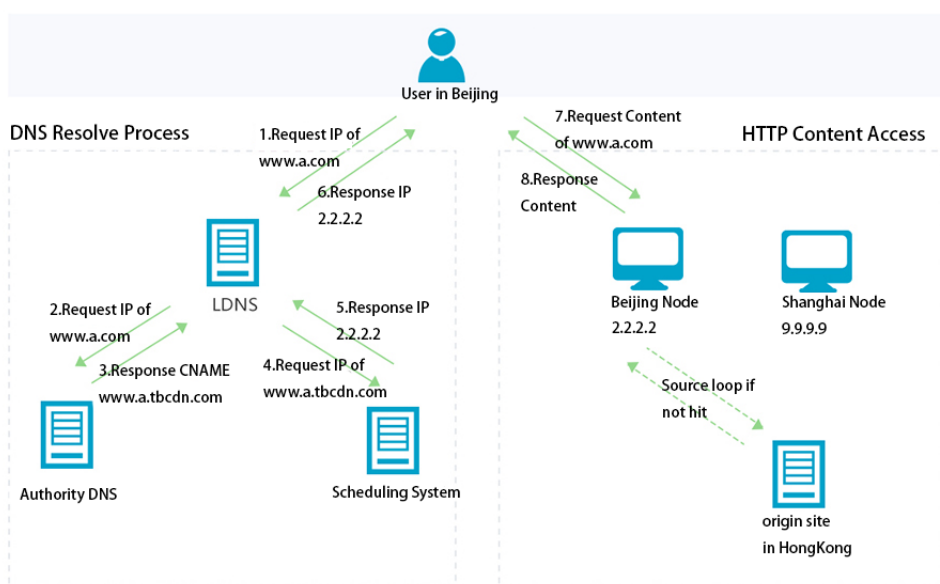 User in Beijing
DNS Resolve Process
HTTP Content Access
1.Request IP of
www.a.com
6.Response IP
2.2.2.2
LDNS
2.Request IP of
www.a.com
3.Response CNAME
www.a.tbcdn.com
5.Response IP
2.2.2.2
4.Request IP of
www.a.tbcdn.com
Authority DNS
Scheduling System
7.Request Content
of www.a.com
8.Response
Content
Beijing Node
2.2.2.2
Shanghai Node
9.9.9.9
Source loop if
not hit
origin site
in HongKong